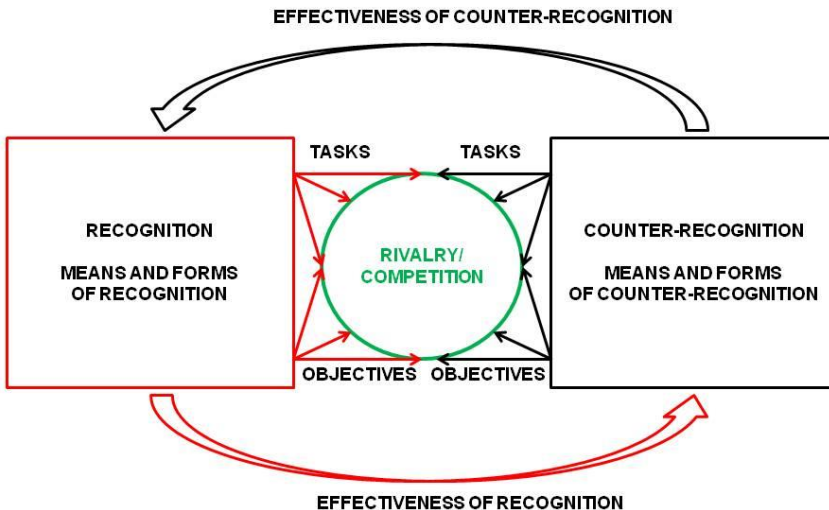 EFFECTIVENESS OF COUNTER-RECOGNITION
TASKS
TASKS
RECOGNITION
MEANS AND FORMS
OF RECOGNITION
RIVALRY/
COMPETITION
COUNTER-RECOGNITION
MEANS AND FORMS
OF COUNTER-RECOGNITION
OBJECTIVES
OBJECTIVES
EFFECTIVENESS OF RECOGNITION